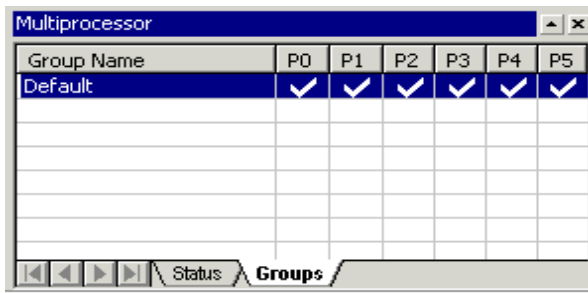 Multiprocessor
Group Name P0 P1 P2 P3 P4 P5
Default
Status Groups